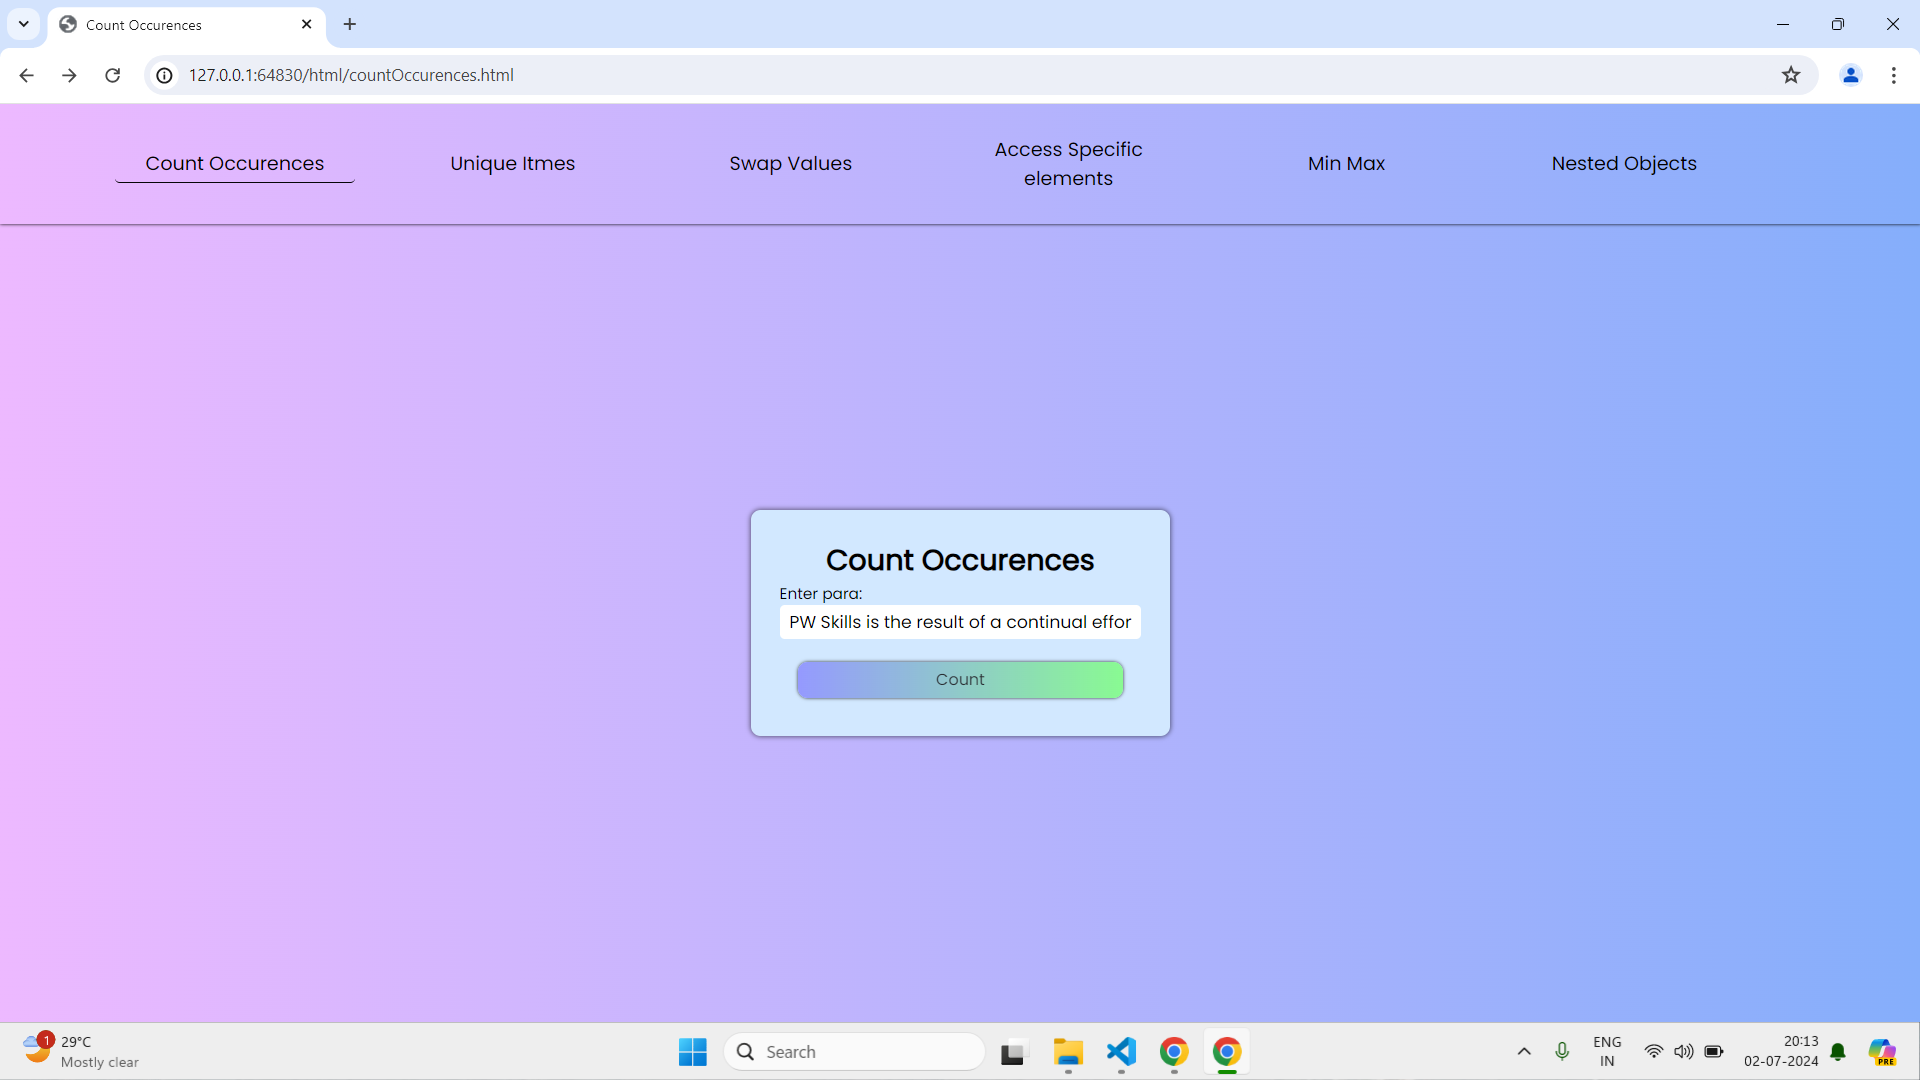 Count Occurences
127.0.0.1:64830/html/countOccurences.html
Count Occurences
Unique Itmes
Swap Values
Access Specific
elements
Min Max
Nested Objects
Count Occurences
Enter para:
PW Skills is the result of a continual effor
Count
1
29°C
Mostly clear
Search
ENG
IN
20:13
02-07-2024
PRE